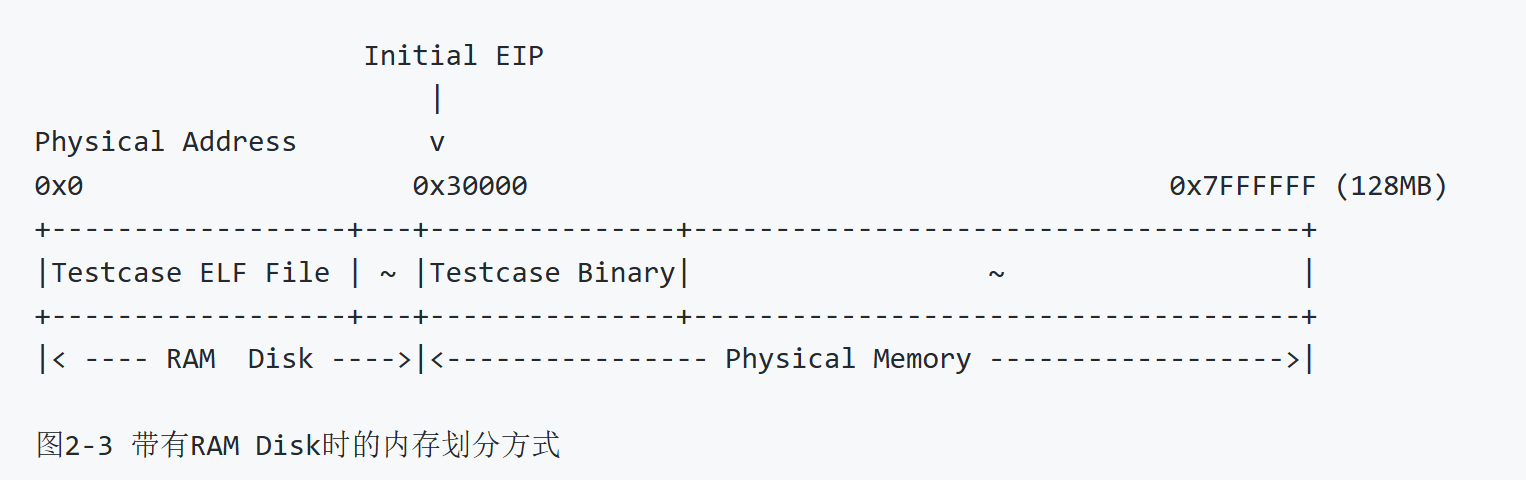 Initial EIP
                        |
Physical Address        v
0x0                    0x30000                                       0x7FFFFFF (128MB)
+-------------------+---+---------------+-------------------------------------+
|Testcase ELF File | ~ |Testcase Binary|                  ~                  |
+-------------------+---+---------------+-------------------------------------+
|< ---- RAM  Disk ---->|<---------------- Physical Memory ------------------>|
图2-3 带有RAM Disk时的内存划分方式